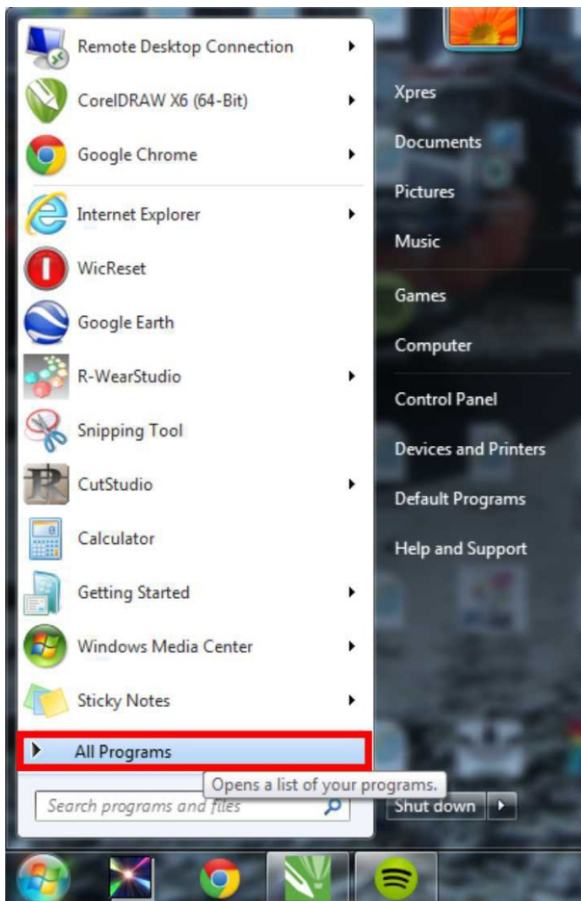 Remote Desktop Connection
CorelDRAW X6 (64-Bit)
Google Chrome
Internet Explorer
WicReset
Google Earth
R-WearStudio
Snipping Tool
CutStudio
Calculator
Getting Started
Windows Media Center
Sticky Notes
All Programs
Opens a list of your programs.
Search programs and files
Xpres
Documents
Pictures
Music
Games
Computer
Control Panel
Devices and Printers
Default Programs
Help and Support
Shut down